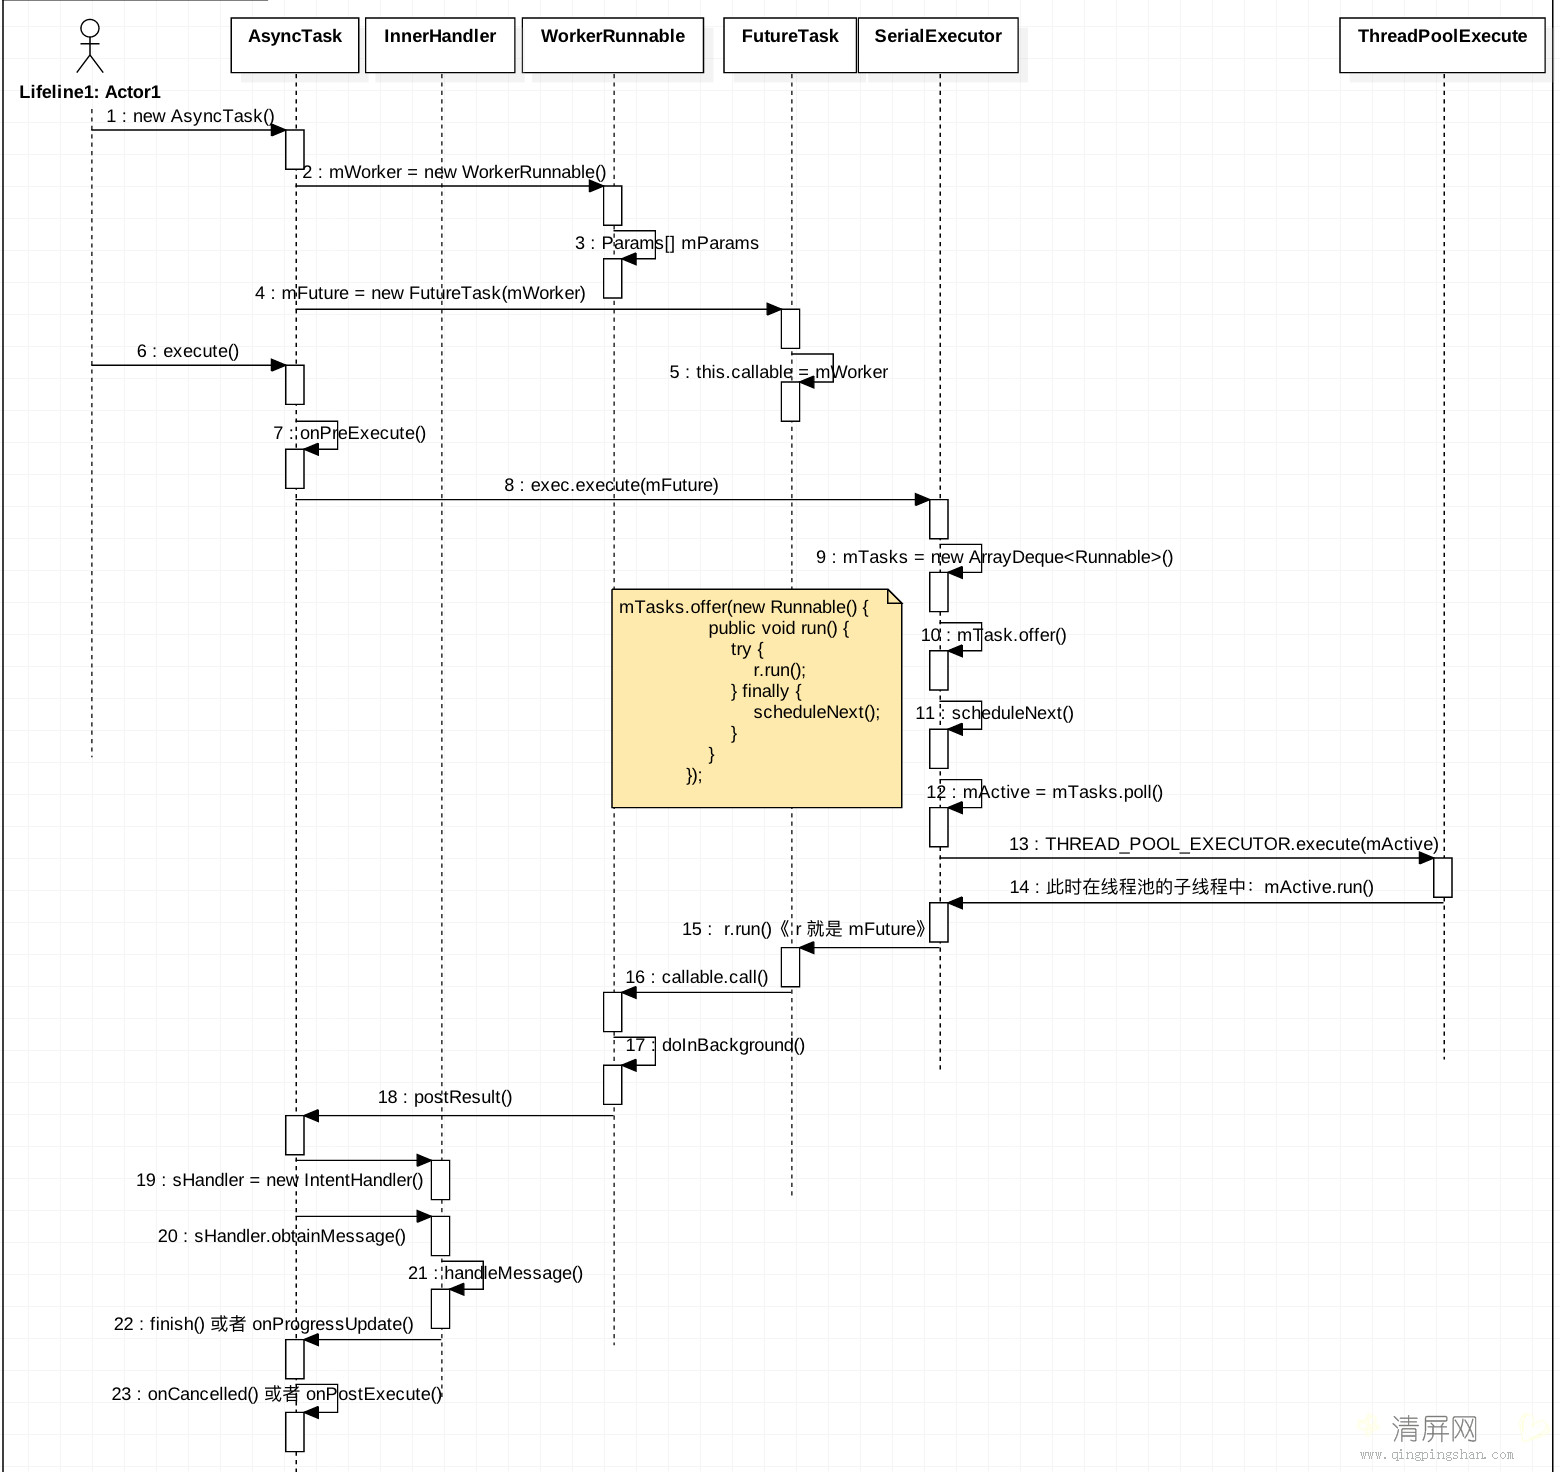 AsyncTask
InnerHandler
WorkerRunnable
FutureTask
SerialExecutor
ThreadPoolExecute
Lifeline1: Actor1
1 : new AsyncTask()
2 : mWorker = new WorkerRunnable()
3 : Params[] mParams
4 : mFuture = new FutureTask(mWorker)
6 : execute()
5 : this.callable = mWorker
7 : onPreExecute()
8 : exec.execute(mFuture)
9 : mTasks = new ArrayDeque<Runnable>()
mTasks.offer(new Runnable() {
public void run() {
try {
r.run();
} finally {
scheduleNext();
}
}
});
10 : mTask.offer()
11 : scheduleNext()
12 : mActive = mTasks.poll()
13 : THREAD_POOL_EXECUTOR.execute(mActive)
14 : 此时在线程池的子线程中：mActive.run()
15 : r.run()《 r 就是 mFuture》
16 : callable.call()
17 : doInBackground()
18 : postResult()
19 : sHandler = new IntentHandler()
20 : sHandler.obtainMessage()
21 : handleMessage()
22 : finish() 或者 onProgressUpdate()
23 : onCancelled() 或者 onPostExecute()
清屏网
www.qingpingshan.com